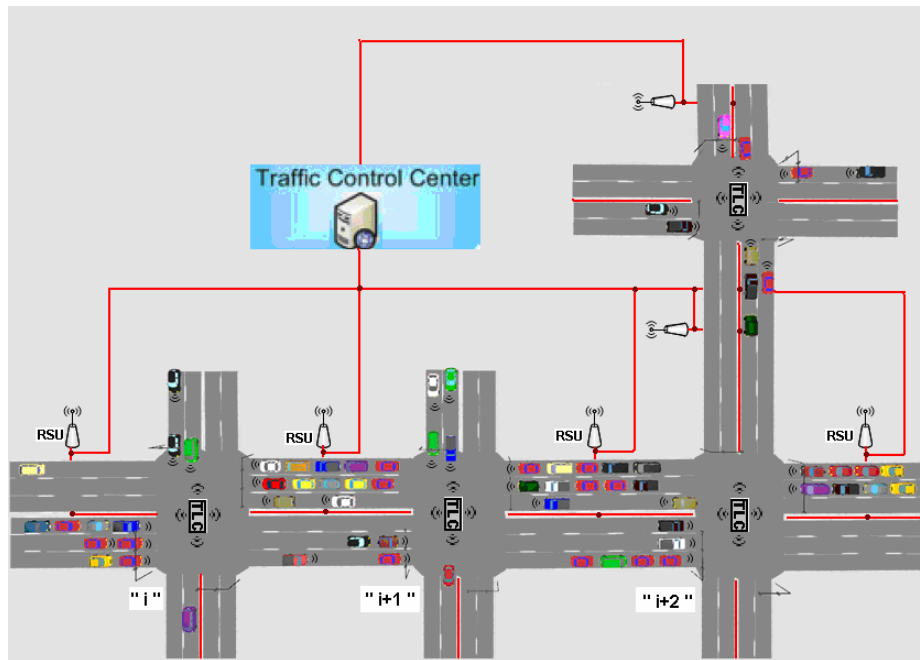 Traffic Control Center
TLC
RSU
RSU
RSU
RSU
TLC
TLC
TLC
" i "
" i+1 "
" i+2 "